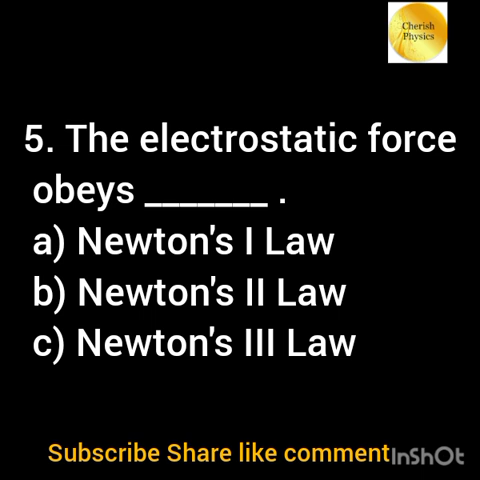 Cherish
Physics
5. The electrostatic force
obeys _______ .
a) Newton's I Law
b) Newton's II Law
c) Newton's III Law
Subscribe Share like comment
InShOt